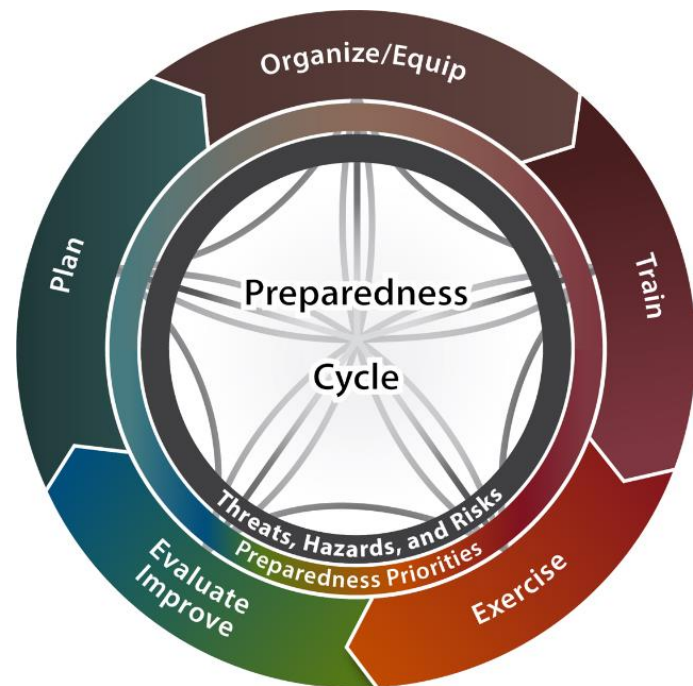 Organize/Equip
Train
Exercise
Evaluate
Improve
Plan
Preparedness
Cycle
Threats, Hazards, and Risks
Preparedness Priorities